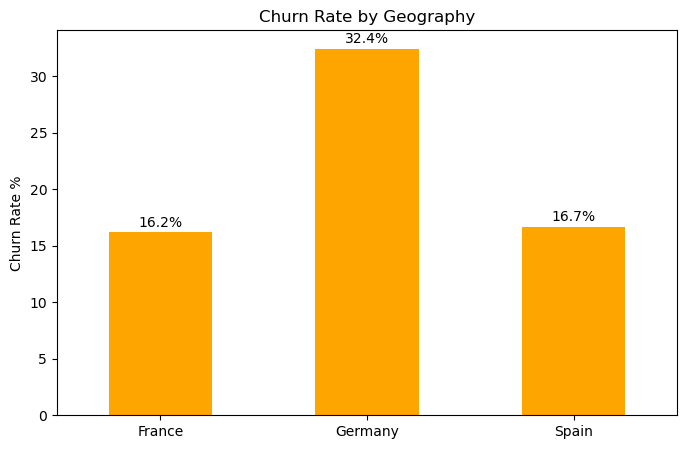 Churn Rate by Geography
Churn Rate %
30
25
20
15
10
5
0
16.2%
32.4%
16.7%
France
Germany
Spain